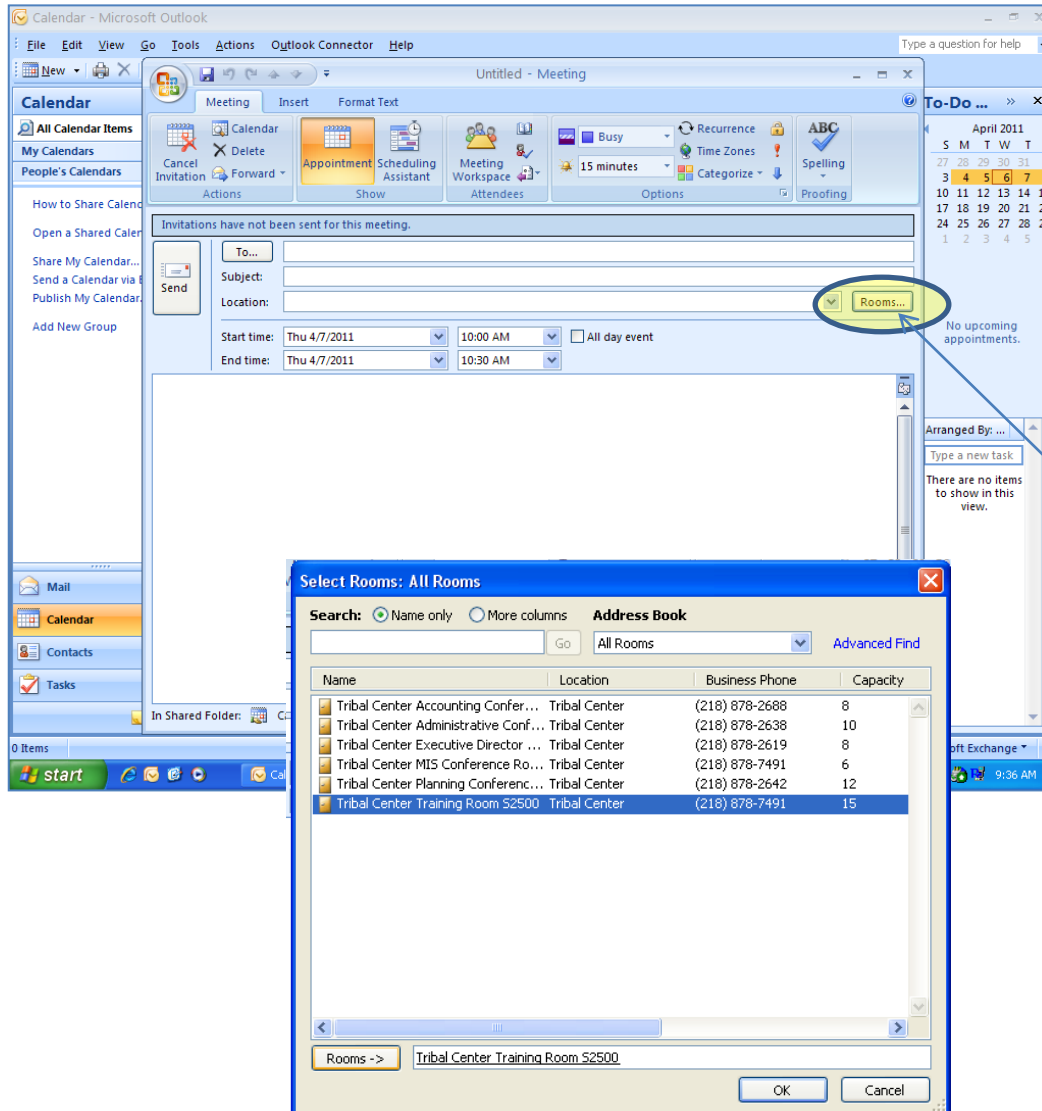 Calendar - Microsoft Outlook
File Edit View Go Tools Actions Outlook Connector Help
Type a question for help
New
Untitled - Meeting
Calendar
All Calendar Items
My Calendars
People's Calendars
How to Share Calenc
Open a Shared Caler
Share My Calendar...
Send a Calendar via
Publish My Calendar.
Add New Group
Mail
Calendar
Contacts
Tasks
0 Items
Meeting Insert Format Text
Cancel Invitation
Calendar
Delete
Forward
Actions
Appointment
Scheduling Assistant
Show
Meeting Workspace
Attendees
Busy
15 minutes
Recurrence
Time Zones
Categorize
Options
ABC
Spelling
Proofing
Invitations have not been sent for this meeting.
Send
To...
Subject:
Location:
Rooms...
Start time: Thu 4/7/2011 10:00 AM All day event
End time: Thu 4/7/2011 10:30 AM
In Shared Folder:
To-Do ... »
April 2011
S M T W T
27 28 29 30 31
3 4 5 6 7
10 11 12 13 14 1
17 18 19 20 21 2
24 25 26 27 28 2
1 2 3 4 5
No upcoming
appointments.
Arranged By: ...
Type a new task
There are no items
to show in this
view.
oft Exchange
start
Ca
9:36 AM
Select Rooms: All Rooms
Search: Name only More columns Address Book
Go All Rooms Advanced Find
Name Location Business Phone Capacity
Tribal Center Accounting Confer... Tribal Center (218) 878-2688 8
Tribal Center Administrative Conf... Tribal Center (218) 878-2638 10
Tribal Center Executive Director ... Tribal Center (218) 878-2619 8
Tribal Center MIS Conference Ro... Tribal Center (218) 878-7491 6
Tribal Center Planning Conferenc... Tribal Center (218) 878-2642 12
Tribal Center Training Room S2500 Tribal Center (218) 878-7491 15
Rooms -> Tribal Center Training Room S2500
OK Cancel